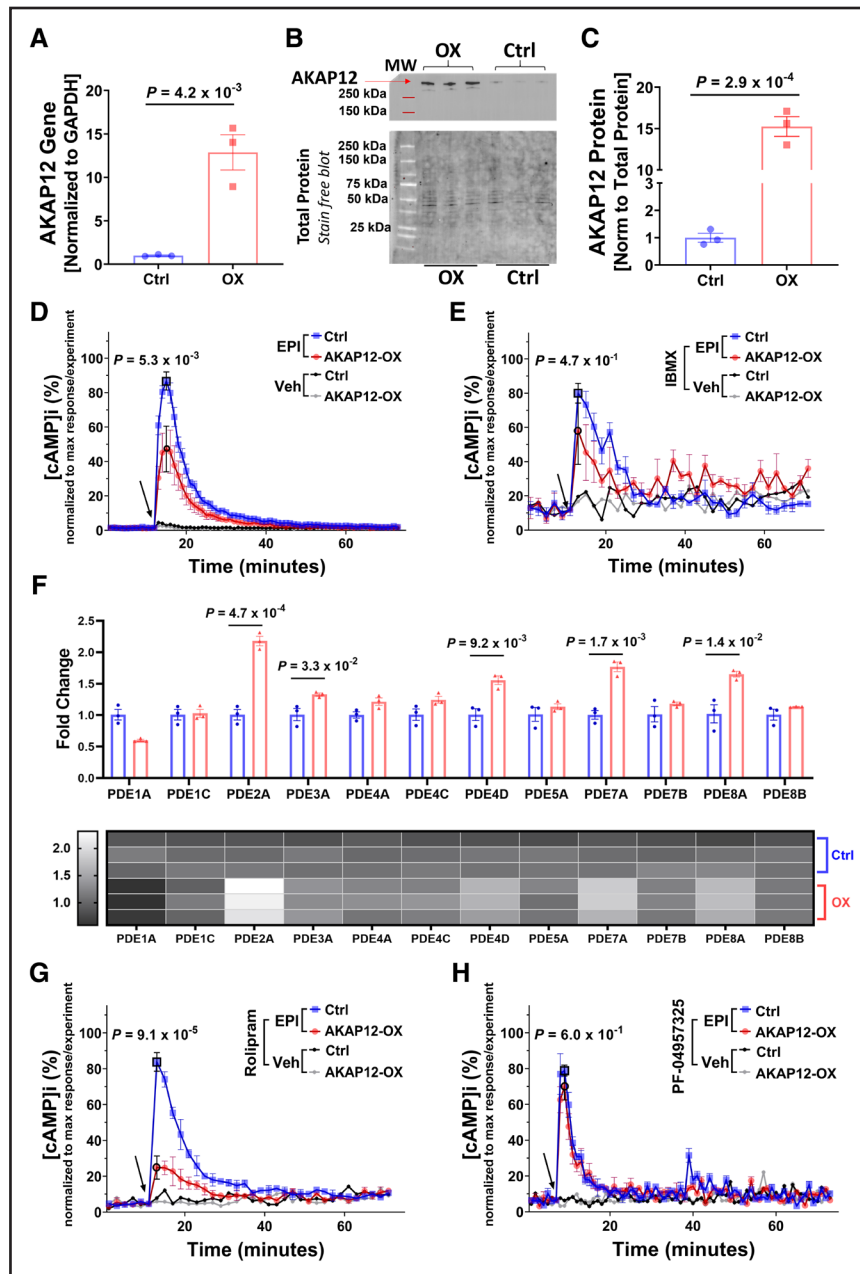 A
P = 4.2 x 10-3
AKAP12 Gene
[Normalized to GAPDH]
20
15
10
5
0
Ctrl
OX
B
OX
Ctrl
MW
AKAP12
250 kDa
150 kDa
Total Protein
Stain free blot
250 kDa
150 kDa
75 kDa
50 kDa
25 kDa
OX
Ctrl
C
P = 2.9 x 10-4
AKAP12 Protein
[Norm to Total Protein]
20
15
3
2
1
0
Ctrl
OX
D
P = 5.3 x 10-3
EPI
Ctrl
AKAP12-OX
Veh
Ctrl
AKAP12-OX
[cAMP]i (%)
normalized to max response/experiment
100
80
60
40
20
0
20
40
60
Time (minutes)
E
P = 4.7 x 10-1
IBMX
EPI
Ctrl
AKAP12-OX
Veh
Ctrl
AKAP12-OX
[cAMP]i (%)
normalized to max response/experiment
100
80
60
40
20
0
20
40
60
Time (minutes)
F
Fold Change
2.5
2.0
1.5
1.0
0.5
0.0
P = 4.7 x 10-4
P = 3.3 x 10-2
P = 9.2 x 10-3
P = 1.7 x 10-3
P = 1.4 x 10-2
PDE1A PDE1C PDE2A PDE3A PDE4A PDE4C PDE4D PDE5A PDE7A PDE7B PDE8A PDE8B
2.0
1.5
1.0
Ctrl
OX
PDE1A PDE1C PDE2A PDE3A PDE4A PDE4C PDE4D PDE5A PDE7A PDE7B PDE8A PDE8B
G
P = 9.1 x 10-5
Rolipram
EPI
Ctrl
AKAP12-OX
Veh
Ctrl
AKAP12-OX
[cAMP]i (%)
normalized to max response/experiment
100
80
60
40
20
0
20
40
60
Time (minutes)
H
P = 6.0 x 10-1
PF-04957325
EPI
Ctrl
AKAP12-OX
Veh
Ctrl
AKAP12-OX
[cAMP]i (%)
normalized to max response/experiment
100
80
60
40
20
0
20
40
60
Time (minutes)